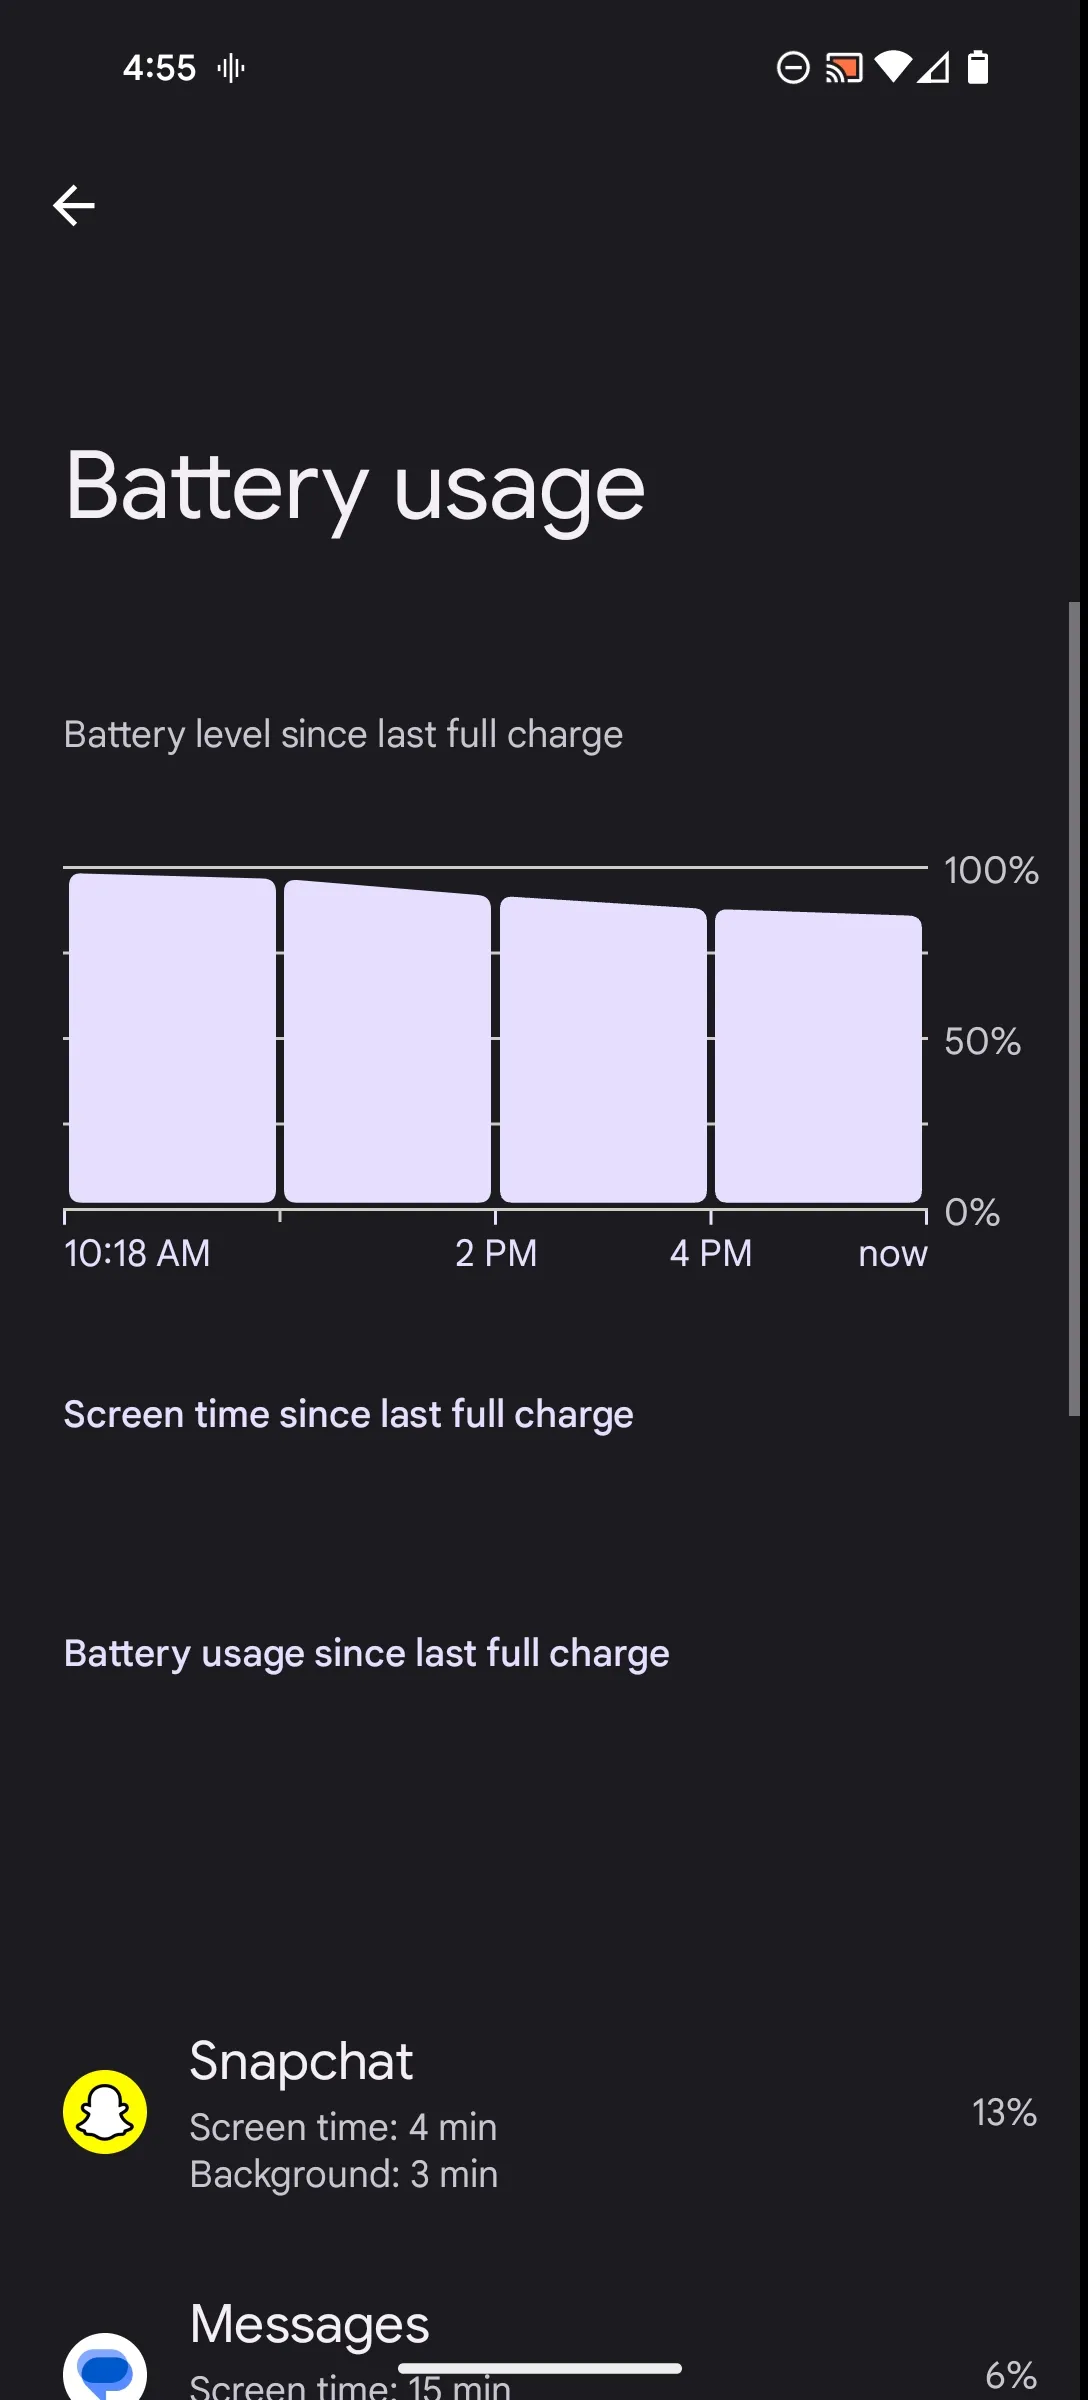 4:55
Battery usage
Battery level since last full charge
100%
50%
0%
10:18 AM 2 PM 4 PM now
Screen time since last full charge
Battery usage since last full charge
Snapchat
Screen time: 4 min
Background: 3 min
13%
Messages
Screen time: 15 min
6%